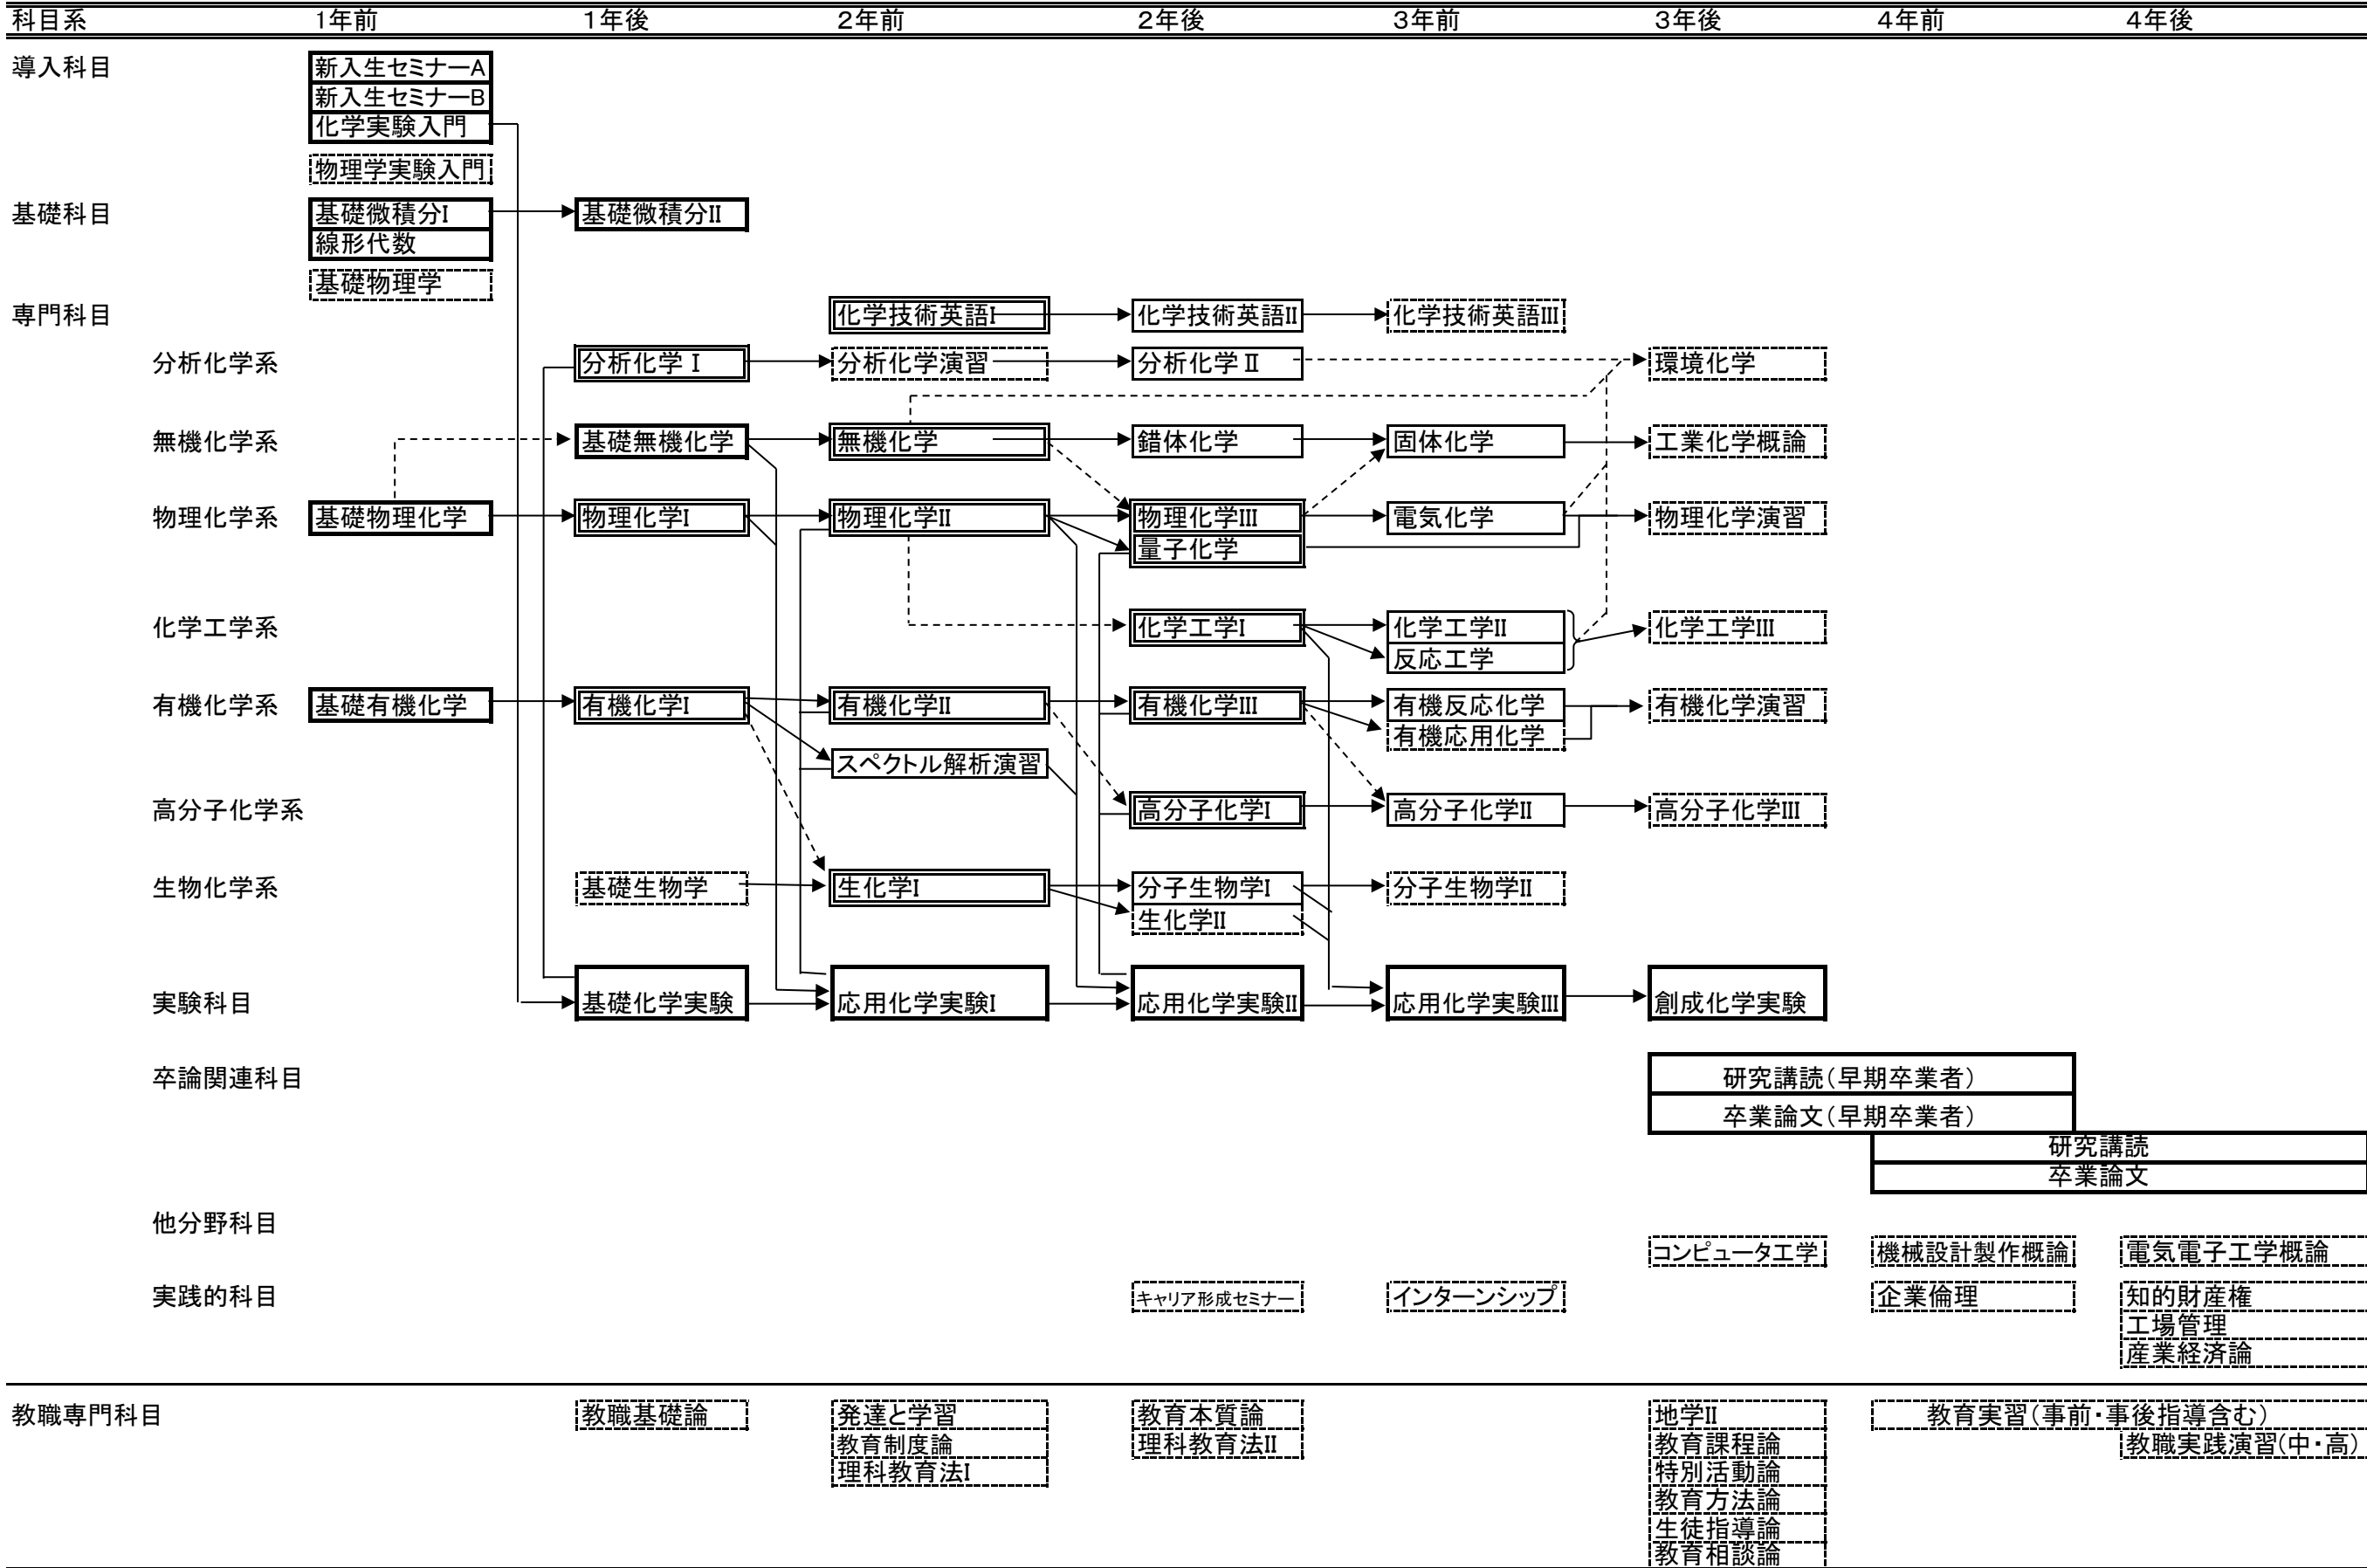 科目系 1年前 1年後 2年前 2年後 3年前 3年後 4年前 4年後
導入科目 新入生セミナーA
新入生セミナーB
化学実験入門
物理学実験入門
基礎科目 基礎微積分I 基礎微積分II
線形代数
基礎物理学
専門科目 化学技術英語I 化学技術英語II 化学技術英語III
分析化学系 分析化学 I 分析化学演習 分析化学 II 環境化学
無機化学系 基礎無機化学 無機化学 錯体化学 固体化学 工業化学概論
物理化学系 基礎物理化学 物理化学I 物理化学II 物理化学III 電気化学 物理化学演習
量子化学
化学工学系 化学工学I 化学工学II 化学工学III
反応工学
有機化学系 基礎有機化学 有機化学I 有機化学II 有機化学III 有機反応化学 有機化学演習
有機応用化学
スペクトル解析演習
高分子化学系 高分子化学I 高分子化学II 高分子化学III
生物化学系 基礎生物学 生化学I 分子生物学I 分子生物学II
生化学II
実験科目 基礎化学実験 応用化学実験I 応用化学実験II 応用化学実験III 創成化学実験
卒論関連科目 研究講読(早期卒業者)
卒業論文(早期卒業者)
研究講読
卒業論文
他分野科目
コンピュータ工学 機械設計製作概論 電気電子工学概論
実践的科目 キャリア形成セミナー インターンシップ 企業倫理 知的財産権
工場管理
産業経済論
教職専門科目 教職基礎論 発達と学習 教育本質論 地学II 教育実習(事前・事後指導含む)
教育制度論 理科教育法II 教育課程論 教職実践演習(中・高)
理科教育法I 特別活動論
教育方法論
生徒指導論
教育相談論